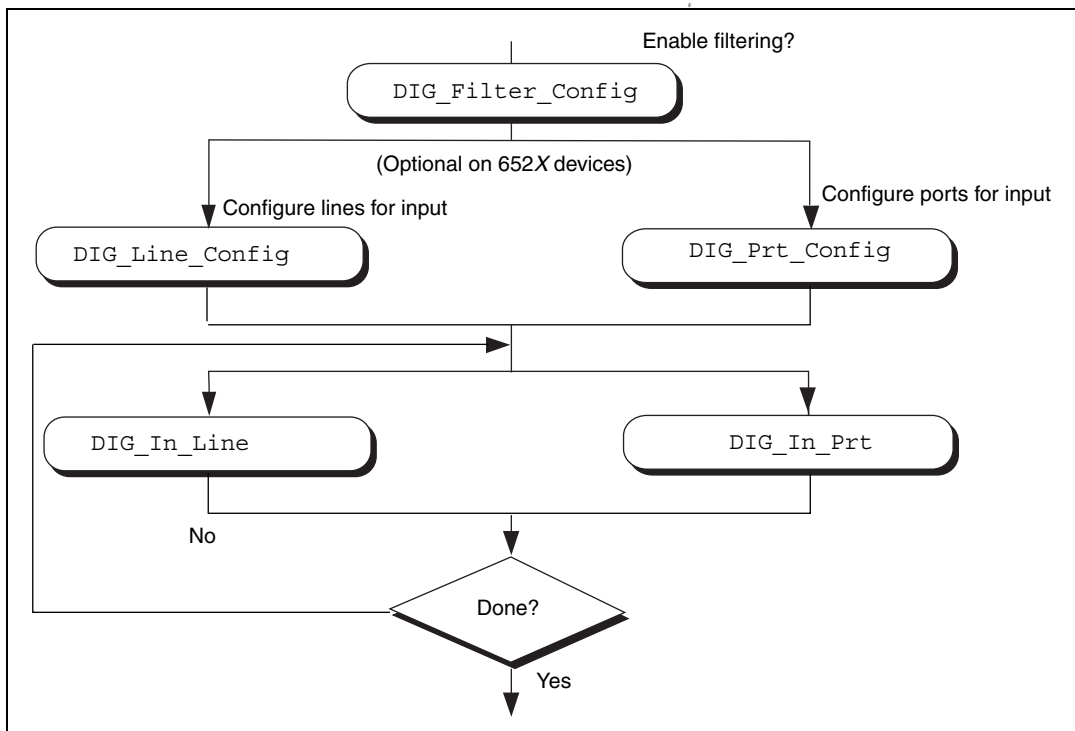 Enable filtering?
DIG_Filter_Config
(Optional on 652X devices)
Configure lines for input
Configure ports for input
DIG_Line_Config
DIG_Prt_Config
DIG_In_Line
DIG_In_Prt
No
Done?
Yes